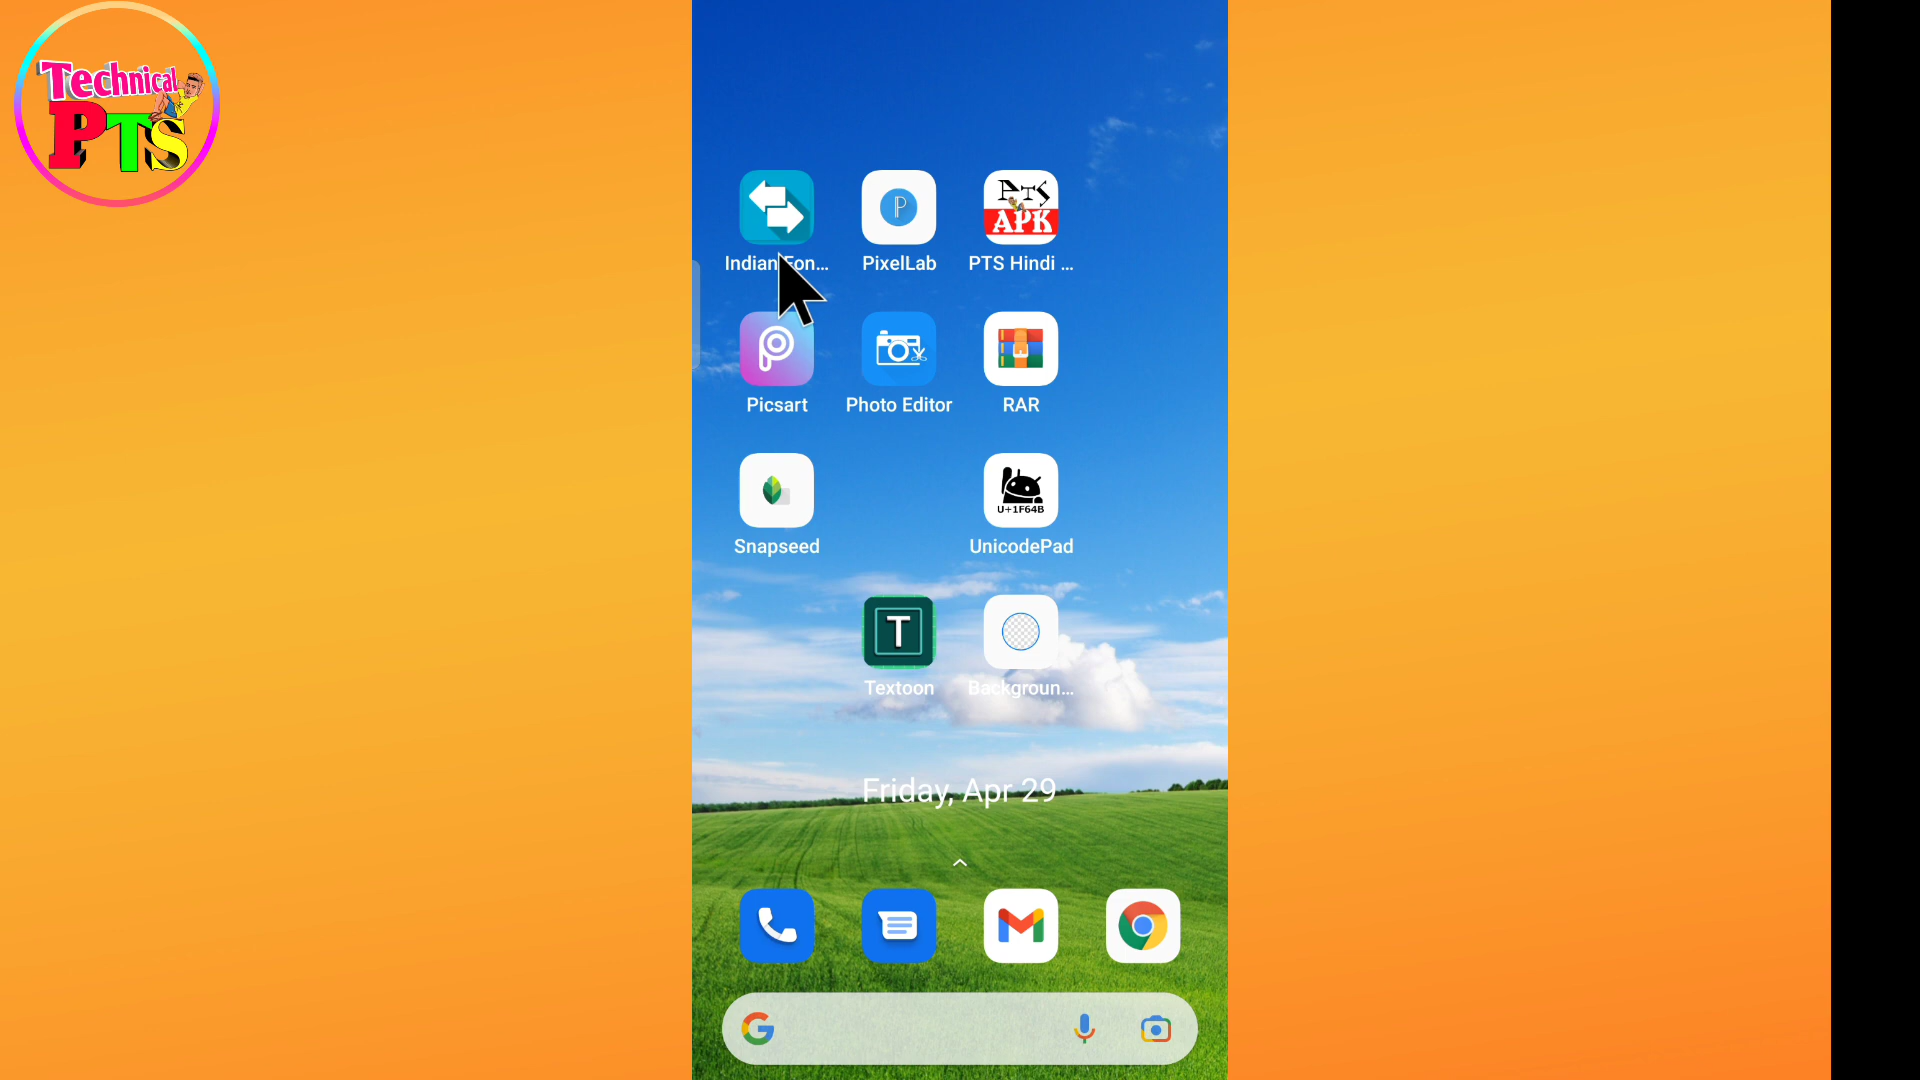 Technical
PTS
PTS
APK
Indian Fon...
PixelLab
PTS Hindi ...
Picsart
Photo Editor
RAR
U+1F64B
Snapseed
UnicodePad
T
Textoon
Backgroun...
Friday, Apr 29